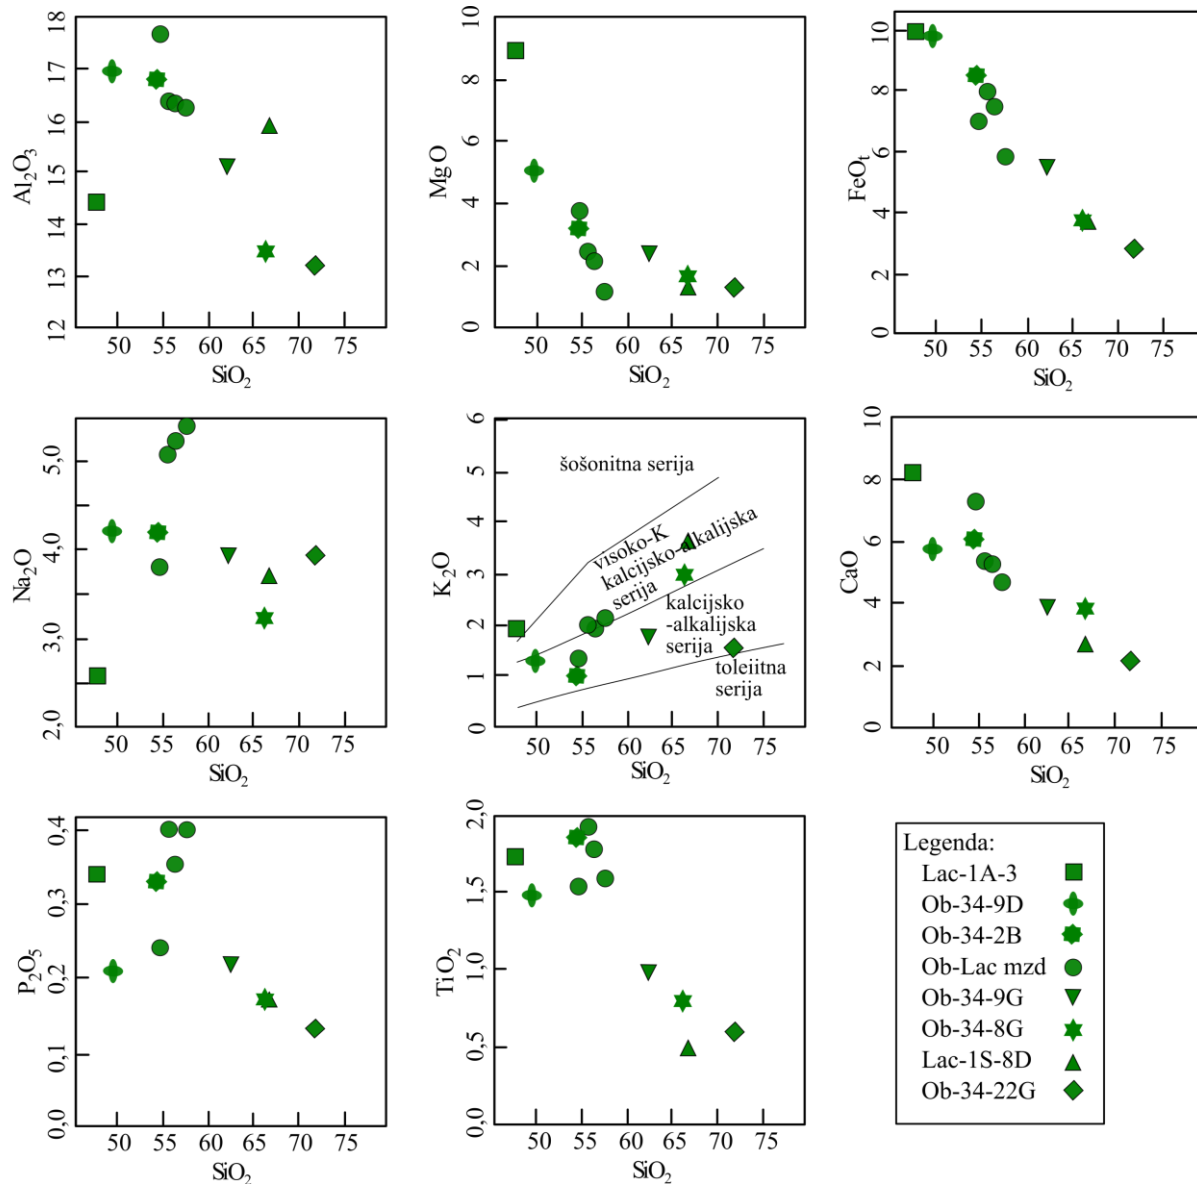 18
17
16
15
14
13
12
Al₂O₃
50 55 60 65 70 75
SiO₂
10
8
6
4
2
0
MgO
50 55 60 65 70 75
SiO₂
10
8
6
4
2
0
FeOₜ
50 55 60 65 70 75
SiO₂
5,0
4,0
3,0
2,0
Na₂O
50 55 60 65 70 75
SiO₂
6
5
4
3
2
1
0
K₂O
šošonitna serija
visoko-K
kalcijsko-alkalijska
serija
kalcijsko
-alkalijska
serija
toleiitna
serija
50 55 60 65 70 75
SiO₂
10
8
6
4
2
0
CaO
50 55 60 65 70 75
SiO₂
0,4
0,3
0,2
0,1
0,0
P₂O₅
50 55 60 65 70 75
SiO₂
2,0
1,5
1,0
0,5
0,0
TiO₂
50 55 60 65 70 75
SiO₂
Legenda:
Lac-1A-3
Ob-34-9D
Ob-34-2B
Ob-Lac mzd
Ob-34-9G
Ob-34-8G
Lac-1S-8D
Ob-34-22G